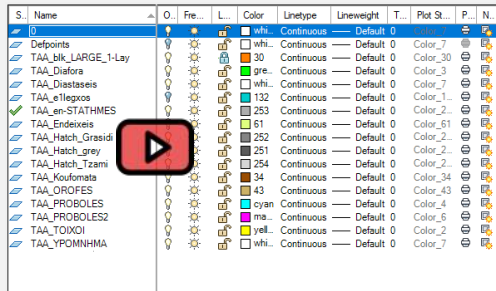 S.. Name O.. Fre... L... Color Linetype Lineweight T... Plot St... P... N..
0 whi... Continuous Default 0
Defpoints whi... Continuous Default 0 Color_7
TAA_blk_LARGE_1-Lay 30 Continuous Default 0 Color_30
TAA_Diafora gre... Continuous Default 0 Color_3
TAA_Diastaseis whi... Continuous Default 0 Color_7
TAA_e1legxos 132 Continuous Default 0 Color_1...
TAA_en-STATHMES 253 Continuous Default 0 Color_2...
TAA_Endeixeis 61 Continuous Default 0 Color_61
TAA_Hatch_Grasidi 252 Continuous Default 0 Color_2...
TAA_Hatch_grey 251 Continuous Default 0 Color_2...
TAA_Hatch_Tzami 254 Continuous Default 0 Color_2...
TAA_Koufomata 34 Continuous Default 0 Color_34
TAA_OROFES 43 Continuous Default 0 Color_43
TAA_PROBOLES cyan Continuous Default 0 Color_4
TAA_PROBOLES2 ma... Continuous Default 0 Color_6
TAA_TOIXOI yell... Continuous Default 0 Color_2
TAA_YPOMNHMA whi... Continuous Default 0 Color_7